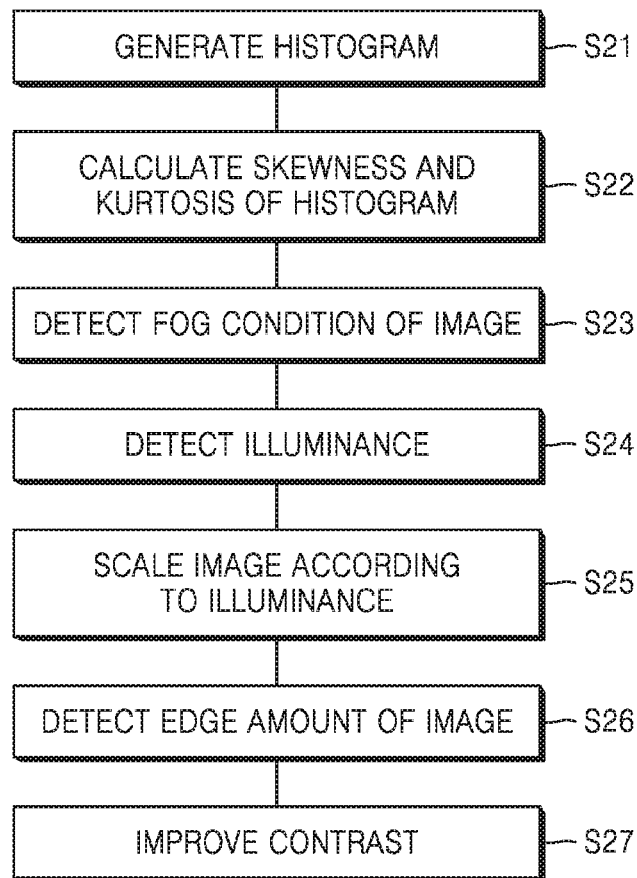 GENERATE HISTOGRAM
S21
CALCULATE SKEWNESS AND
KURTOSIS OF HISTOGRAM
S22
DETECT FOG CONDITION OF IMAGE
S23
DETECT ILLUMINANCE
S24
SCALE IMAGE ACCORDING
TO ILLUMINANCE
S25
DETECT EDGE AMOUNT OF IMAGE
S26
IMPROVE CONTRAST
S27